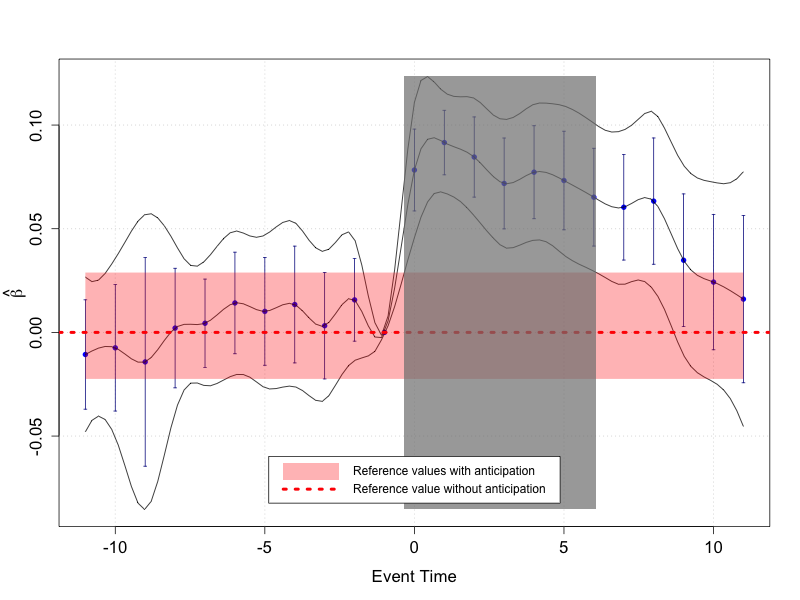 0.10
0.05
0.00
-0.05
β̂
-10
-5
0
5
10
Event Time
Reference values with anticipation
Reference value without anticipation